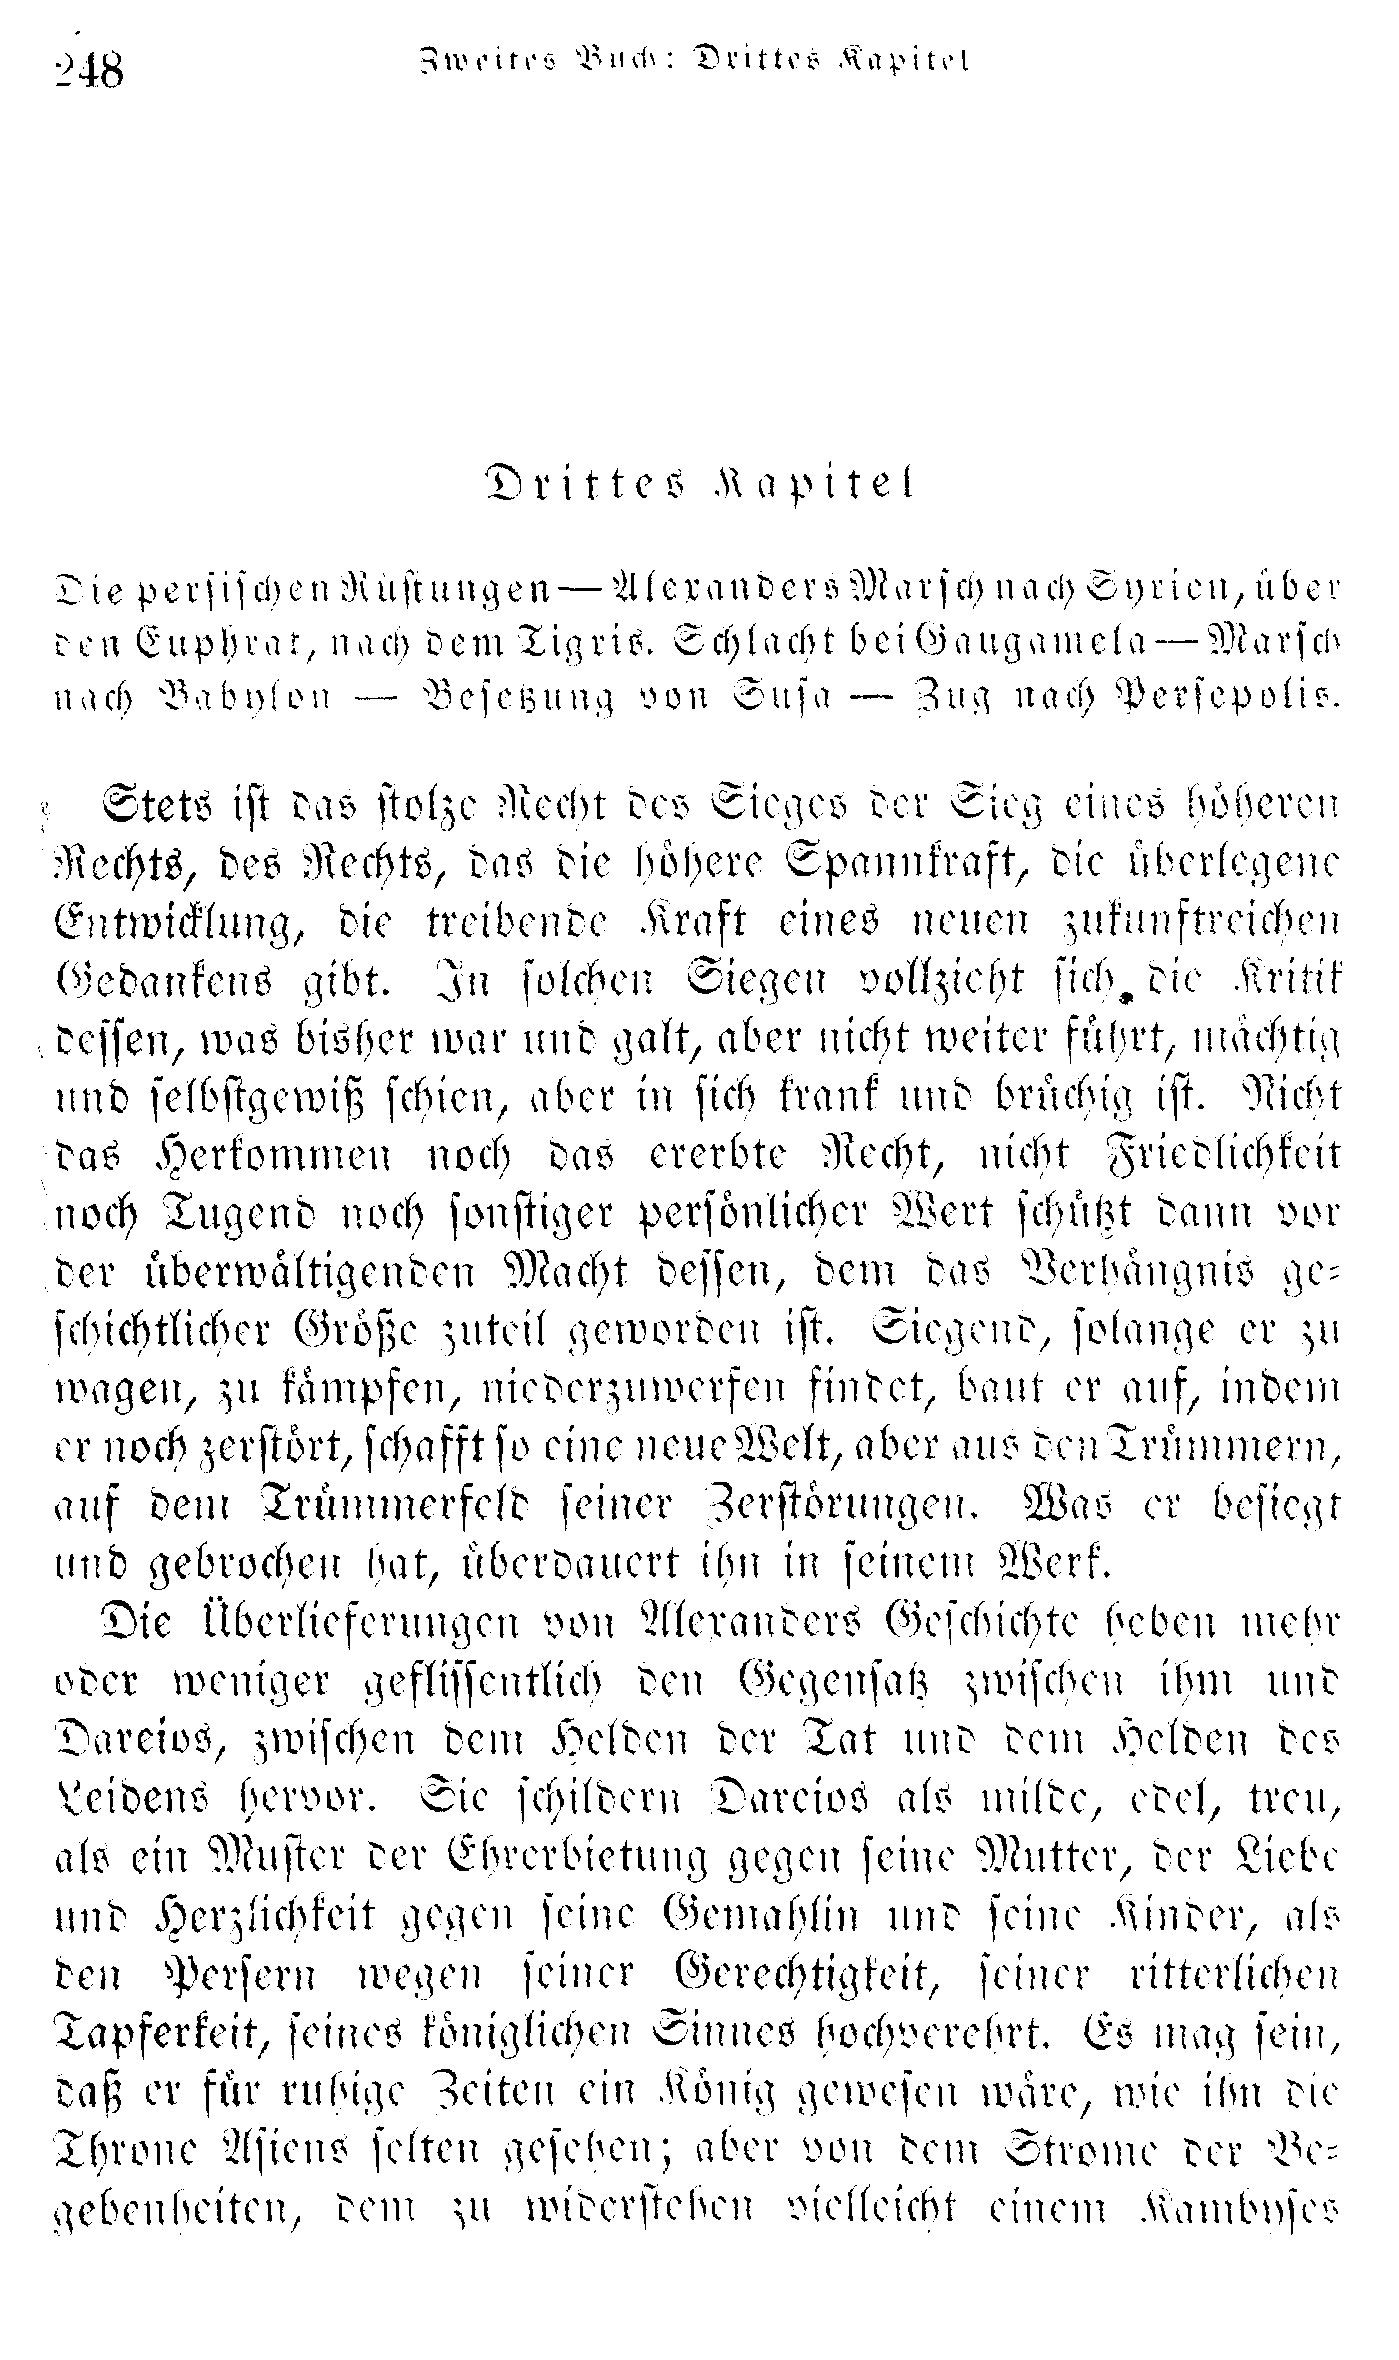 248
Zweites Buch: Drittes Kapitel
Drittes Kapitel
Die persischen Rüstungen — Alexanders Marsch nach Syrien, über
den Euphrat, nach dem Tigris. Schlacht bei Gaugamela — Marsch
nach Babylon — Besetzung von Susa — Zug nach Persepolis.
Stets ist das stolze Recht des Sieges der Sieg eines höheren
Rechts, des Rechts, das die höhere Spannkraft, die überlegene
Entwicklung, die treibende Kraft eines neuen zukunftreichen
Gedankens gibt. In solchen Siegen vollzieht sich die Kritik
dessen, was bisher war und galt, aber nicht weiter führt, mächtig
und selbstgewiß schien, aber in sich krank und brüchig ist. Nicht
das Herkommen noch das ererbte Recht, nicht Friedlichkeit
noch Tugend noch sonstiger persönlicher Wert schützt dann vor
der überwältigenden Macht dessen, dem das Verhängnis ge-
schichtlicher Größe zuteil geworden ist. Siegend, solange er zu
wagen, zu kämpfen, niederzuwerfen findet, baut er auf, indem
er noch zerstört, schafft so eine neue Welt, aber aus den Trümmern,
auf dem Trümmerfeld seiner Zerstörungen. Was er besiegt
und gebrochen hat, überdauert ihn in seinem Werk.
Die Überlieferungen von Alexanders Geschichte heben mehr
oder weniger geflissentlich den Gegensatz zwischen ihm und
Dareios, zwischen dem Helden der Tat und dem Helden des
Leidens hervor. Sie schildern Dareios als milde, edel, treu,
als ein Muster der Ehrerbietung gegen seine Mutter, der Liebe
und Herzlichkeit gegen seine Gemahlin und seine Kinder, als
den Persern wegen seiner Gerechtigkeit, seiner ritterlichen
Tapferkeit, seines königlichen Sinnes hochverehrt. Es mag sein,
daß er für ruhige Zeiten ein König gewesen wäre, wie ihn die
Throne Asiens selten gesehen; aber von dem Strome der Be-
gebenheiten, dem zu widerstehen vielleicht einem Kambyses